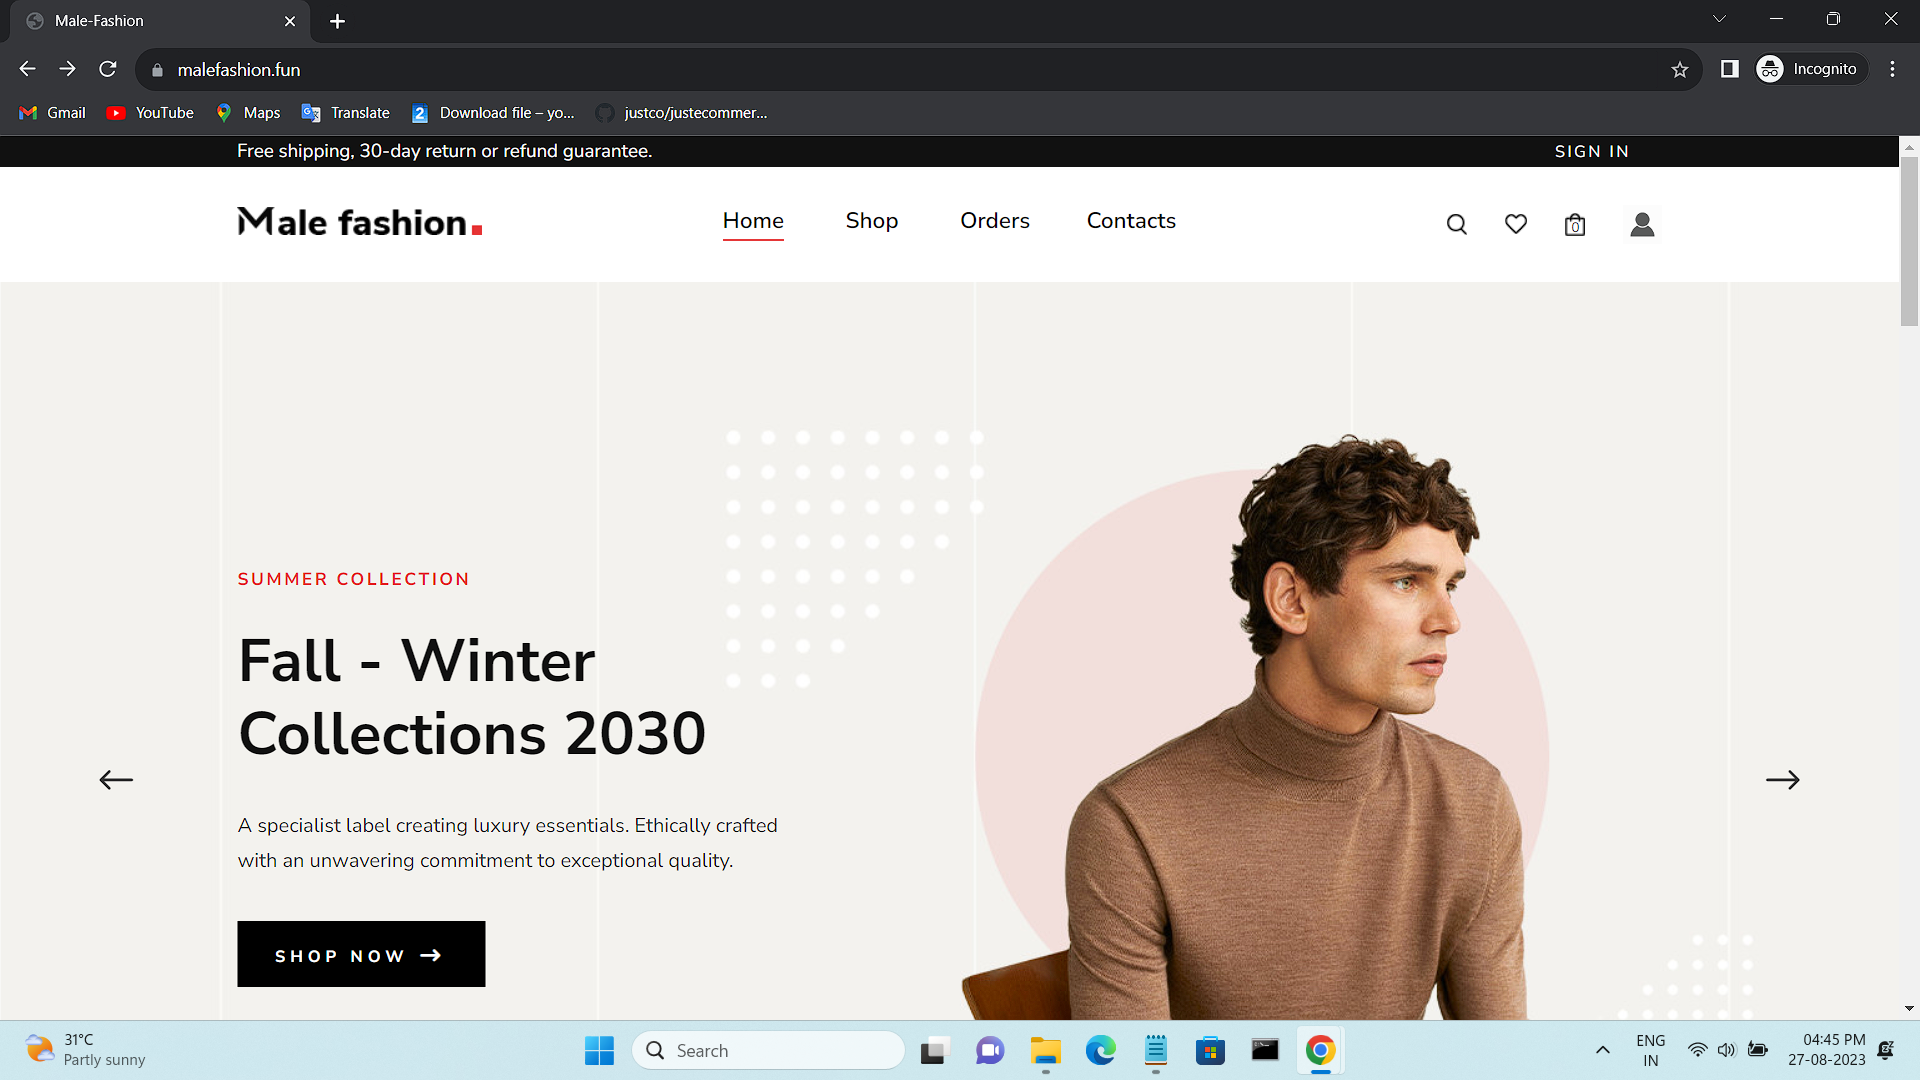 Male-Fashion
malefashion.fun
Incognito
Gmail
YouTube
Maps
Translate
Download file – yo...
justco/justecommer...
Free shipping, 30-day return or refund guarantee.
SIGN IN
Male fashion.
Home
Shop
Orders
Contacts
0
SUMMER COLLECTION
Fall - Winter
Collections 2030
A specialist label creating luxury essentials. Ethically crafted
with an unwavering commitment to exceptional quality.
SHOP NOW
31°C
Partly sunny
Search
ENG
IN
04:45 PM
27-08-2023